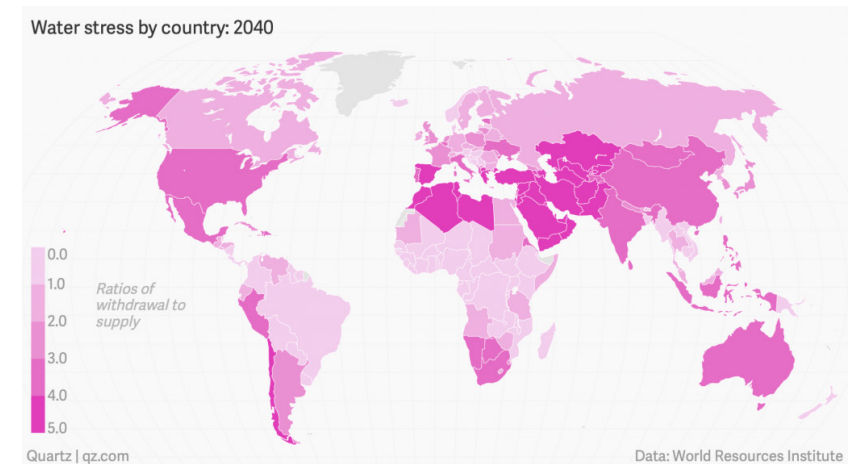 Water stress by country: 2040
0.0
1.0
Ratios of
withdrawal to
supply
2.0
3.0
4.0
5.0
Quartz | qz.com
Data: World Resources Institute